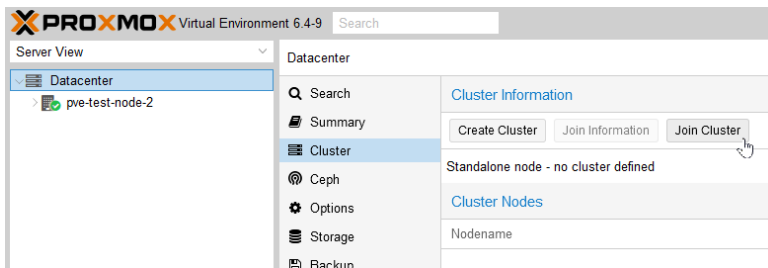 PROXMOX Virtual Environment 6.4-9 Search
Server View
Datacenter
pve-test-node-2
Datacenter
Search
Summary
Cluster
Ceph
Options
Storage
Backup
Cluster Information
Create Cluster Join Information Join Cluster
Standalone node - no cluster defined
Cluster Nodes
Nodename